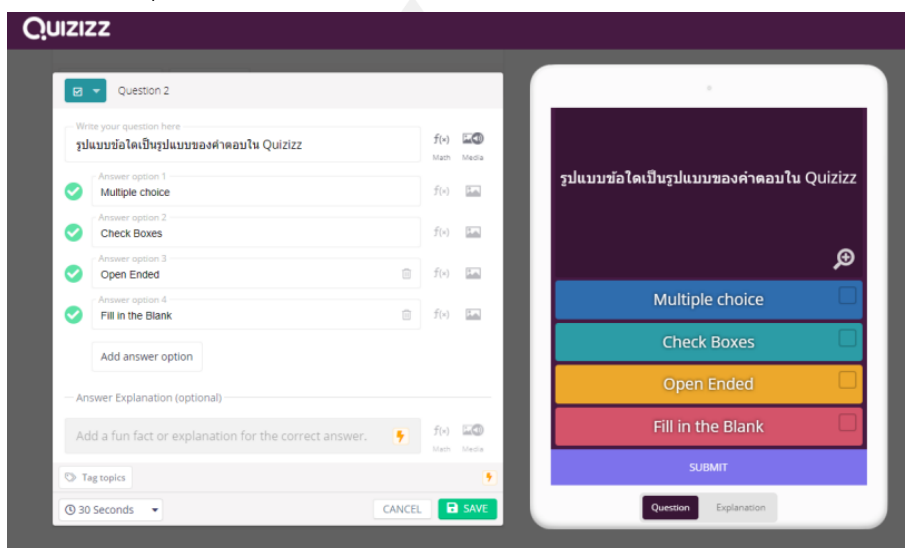 QUIZIZZ
Question 2
Write your question here
รูปแบบข้อใดเป็นรูปแบบของคำตอบใน Quizizz
f(×) Math Media
Answer option 1
Multiple choice
f(×)
Answer option 2
Check Boxes
f(×)
Answer option 3
Open Ended
f(×)
Answer option 4
Fill in the Blank
f(×)
Add answer option
Answer Explanation (optional)
Add a fun fact or explanation for the correct answer.
f(×) Math Media
Tag topics
30 Seconds CANCEL SAVE
รูปแบบข้อใดเป็นรูปแบบของคำตอบใน Quizizz
Multiple choice
Check Boxes
Open Ended
Fill in the Blank
SUBMIT
Question Explanation